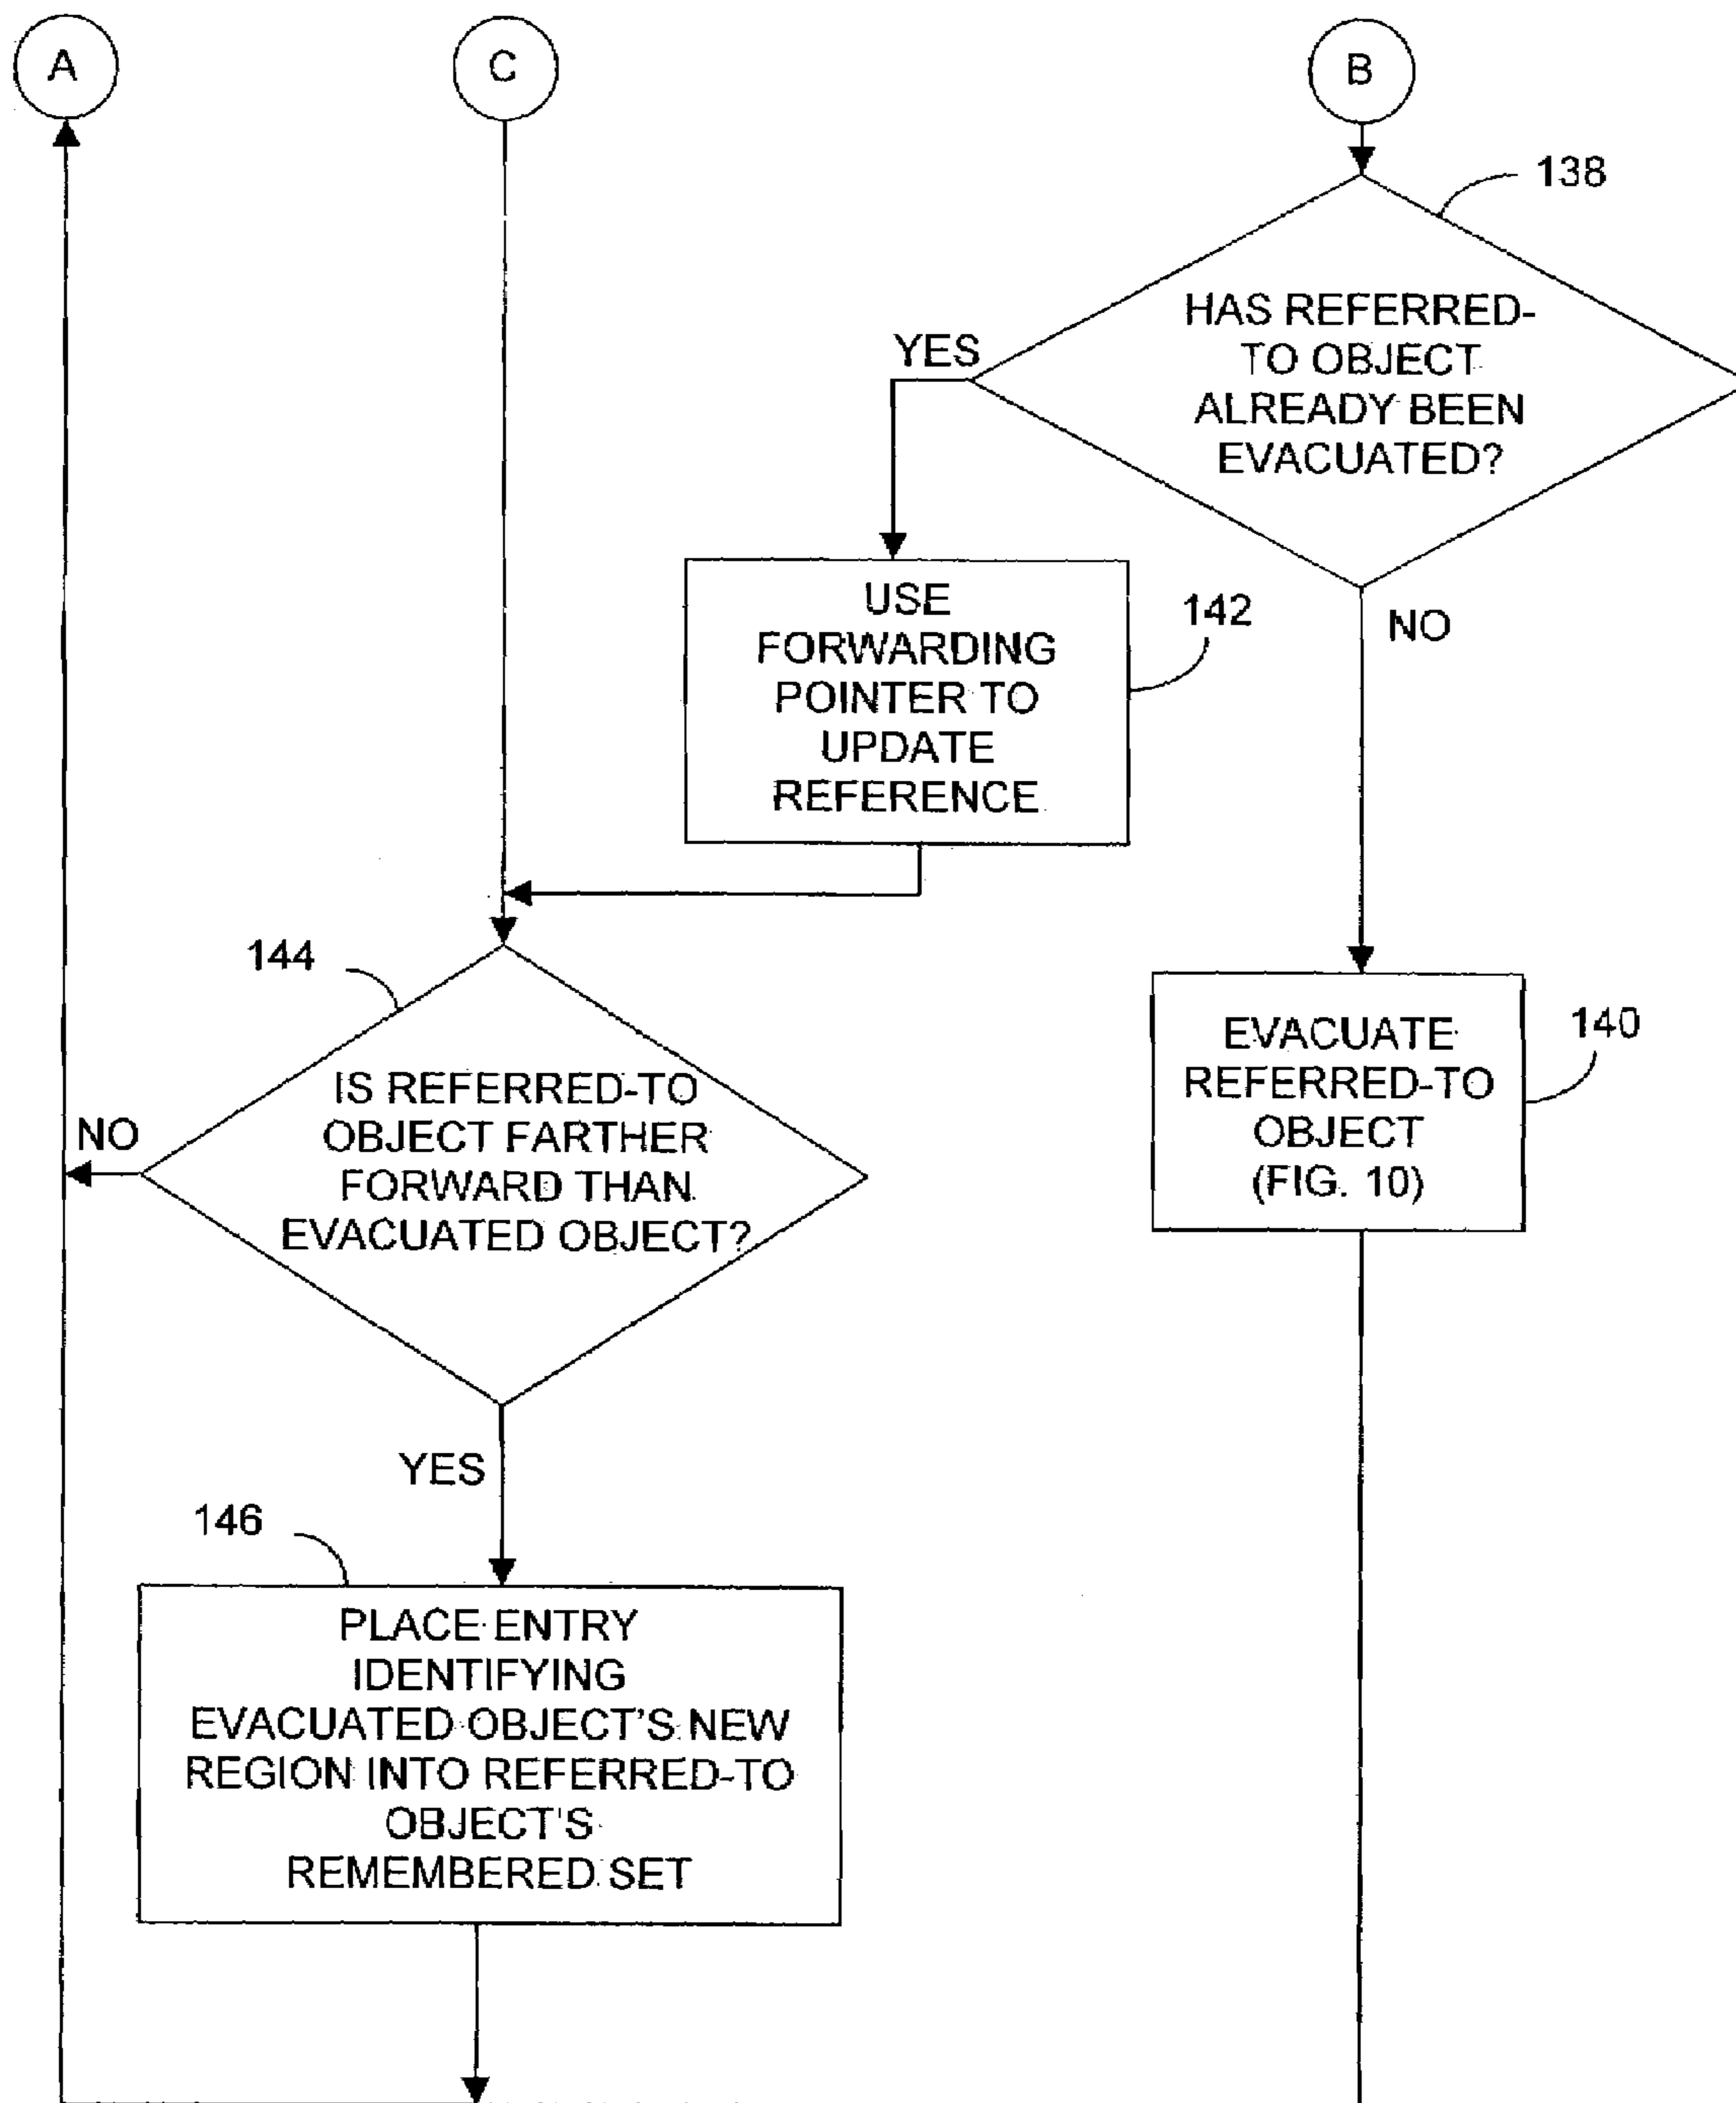 A
C
B
138
HAS REFERRED-
TO OBJECT
ALREADY BEEN
EVACUATED?
YES
NO
USE
FORWARDING
POINTER TO
UPDATE
REFERENCE
142
144
IS REFERRED-TO
OBJECT FARTHER
FORWARD THAN
EVACUATED OBJECT?
NO
YES
EVACUATE
REFERRED-TO
OBJECT
(FIG. 10)
140
146
PLACE ENTRY
IDENTIFYING
EVACUATED OBJECT'S NEW
REGION INTO REFERRED-TO
OBJECT'S
REMEMBERED SET